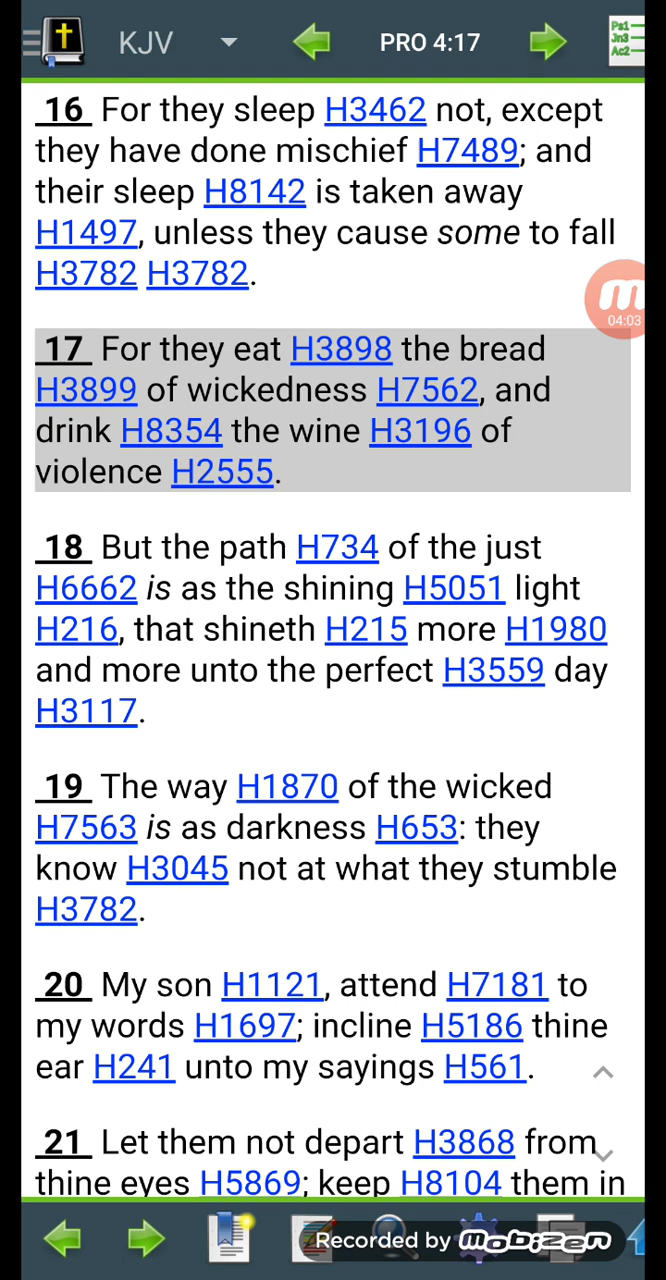 KJV PRO 4:17 Ps1 Jn3 Ac2
16 For they sleep H3462 not, except
they have done mischief H7489; and
their sleep H8142 is taken away
H1497, unless they cause some to fall
H3782 H3782.
m
04:03
17 For they eat H3898 the bread
H3899 of wickedness H7562, and
drink H8354 the wine H3196 of
violence H2555.
18 But the path H734 of the just
H6662 is as the shining H5051 light
H216, that shineth H215 more H1980
and more unto the perfect H3559 day
H3117.
19 The way H1870 of the wicked
H7563 is as darkness H653: they
know H3045 not at what they stumble
H3782.
20 My son H1121, attend H7181 to
my words H1697; incline H5186 thine
ear H241 unto my sayings H561.
21 Let them not depart H3868 from
thine eyes H5869; keep H8104 them in
Recorded by mobizen